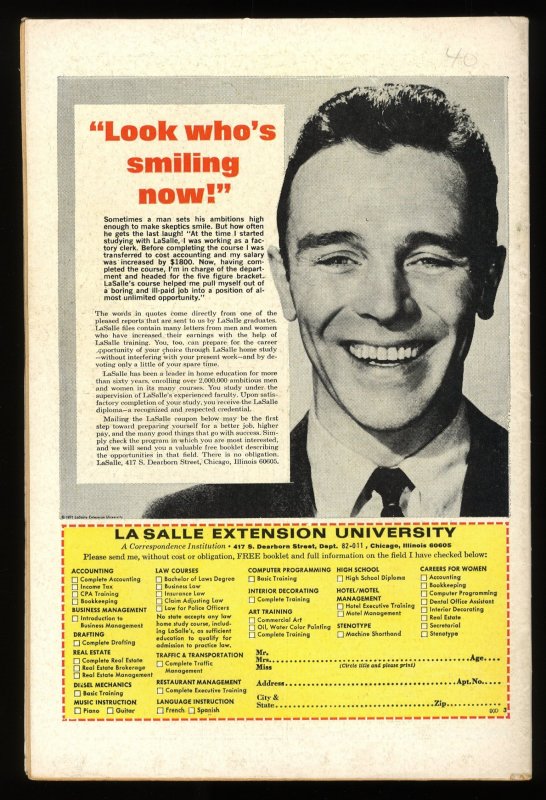 40
“Look who’s
smiling
now!”
Sometimes a man sets his ambitions high
enough to make skeptics smile. But how often
he gets the last laugh! “At the time I started
studying with LaSalle, I was working as a fac-
tory clerk. Before completing the course I was
transferred to cost accounting and my salary
was increased by $1800. Now, having com-
pleted the course, I'm in charge of the depart-
ment and headed for the five figure bracket.
LaSalle's course helped me pull myself out of
a boring and ill-paid job into a position of al-
most unlimited opportunity.”
The words in quotes come directly from one of the
pleased reports that are sent to us by LaSalle graduates.
LaSalle files contain many letters from men and women
who have increased their earnings with the help of
LaSalle training. You, too, can prepare for the career
opportunity of your choice through LaSalle home study
—without interfering with your present work—and by de-
voting only a little of your spare time.
LaSalle has been a leader in home education for more
than sixty years, enrolling over 2,000,000 ambitious men
and women in its many courses. You study under the
supervision of LaSalle's experienced faculty. Upon satis-
factory completion of your study, you receive the LaSalle
diploma—a recognized and respected credential.
Mailing the LaSalle coupon below may be the first
step toward preparing yourself for a better job, higher
pay, and the many good things that go with success. Sim-
ply check the program in which you are most interested,
and we will send you a valuable free booklet describing
the opportunities in that field. There is no obligation.
LaSalle, 417 S. Dearborn Street, Chicago, Illinois 60605.
© 1971 LaSalle Extension University
LA SALLE EXTENSION UNIVERSITY
A Correspondence Institution • 417 S. Dearborn Street, Dept. 82-011, Chicago, Illinois 60605
Please send me, without cost or obligation, FREE booklet and full information on the field I have checked below:
ACCOUNTING
Complete Accounting
Income Tax
CPA Training
Bookkeeping
BUSINESS MANAGEMENT
Introduction to
Business Management
DRAFTING
Complete Drafting
REAL ESTATE
Complete Real Estate
Real Estate Brokerage
Real Estate Management
DIESEL MECHANICS
Basic Training
MUSIC INSTRUCTION
Piano Guitar
LAW COURSES
Bachelor of Laws Degree
Business Law
Insurance Law
Claim Adjusting Law
Law for Police Officers
No state accepts any law
home study course, includ-
ing LaSalle's, as sufficient
education to qualify for
admission to practice law.
TRAFFIC & TRANSPORTATION
Complete Traffic
Management
RESTAURANT MANAGEMENT
Complete Executive Training
LANGUAGE INSTRUCTION
French Spanish
COMPUTER PROGRAMMING
Basic Training
INTERIOR DECORATING
Complete Training
ART TRAINING
Commercial Art
Oil, Water Color Painting
Complete Training
HIGH SCHOOL
High School Diploma
HOTEL/MOTEL
MANAGEMENT
Hotel Executive Training
Motel Management
STENOTYPE
Machine Shorthand
CAREERS FOR WOMEN
Accounting
Bookkeeping
Computer Programming
Dental Office Assistant
Interior Decorating
Real Estate
Secretarial
Stenotype
Mr.
Mrs. Age
Miss (Circle title and please print)
Address Apt. No.
City &
State Zip
3